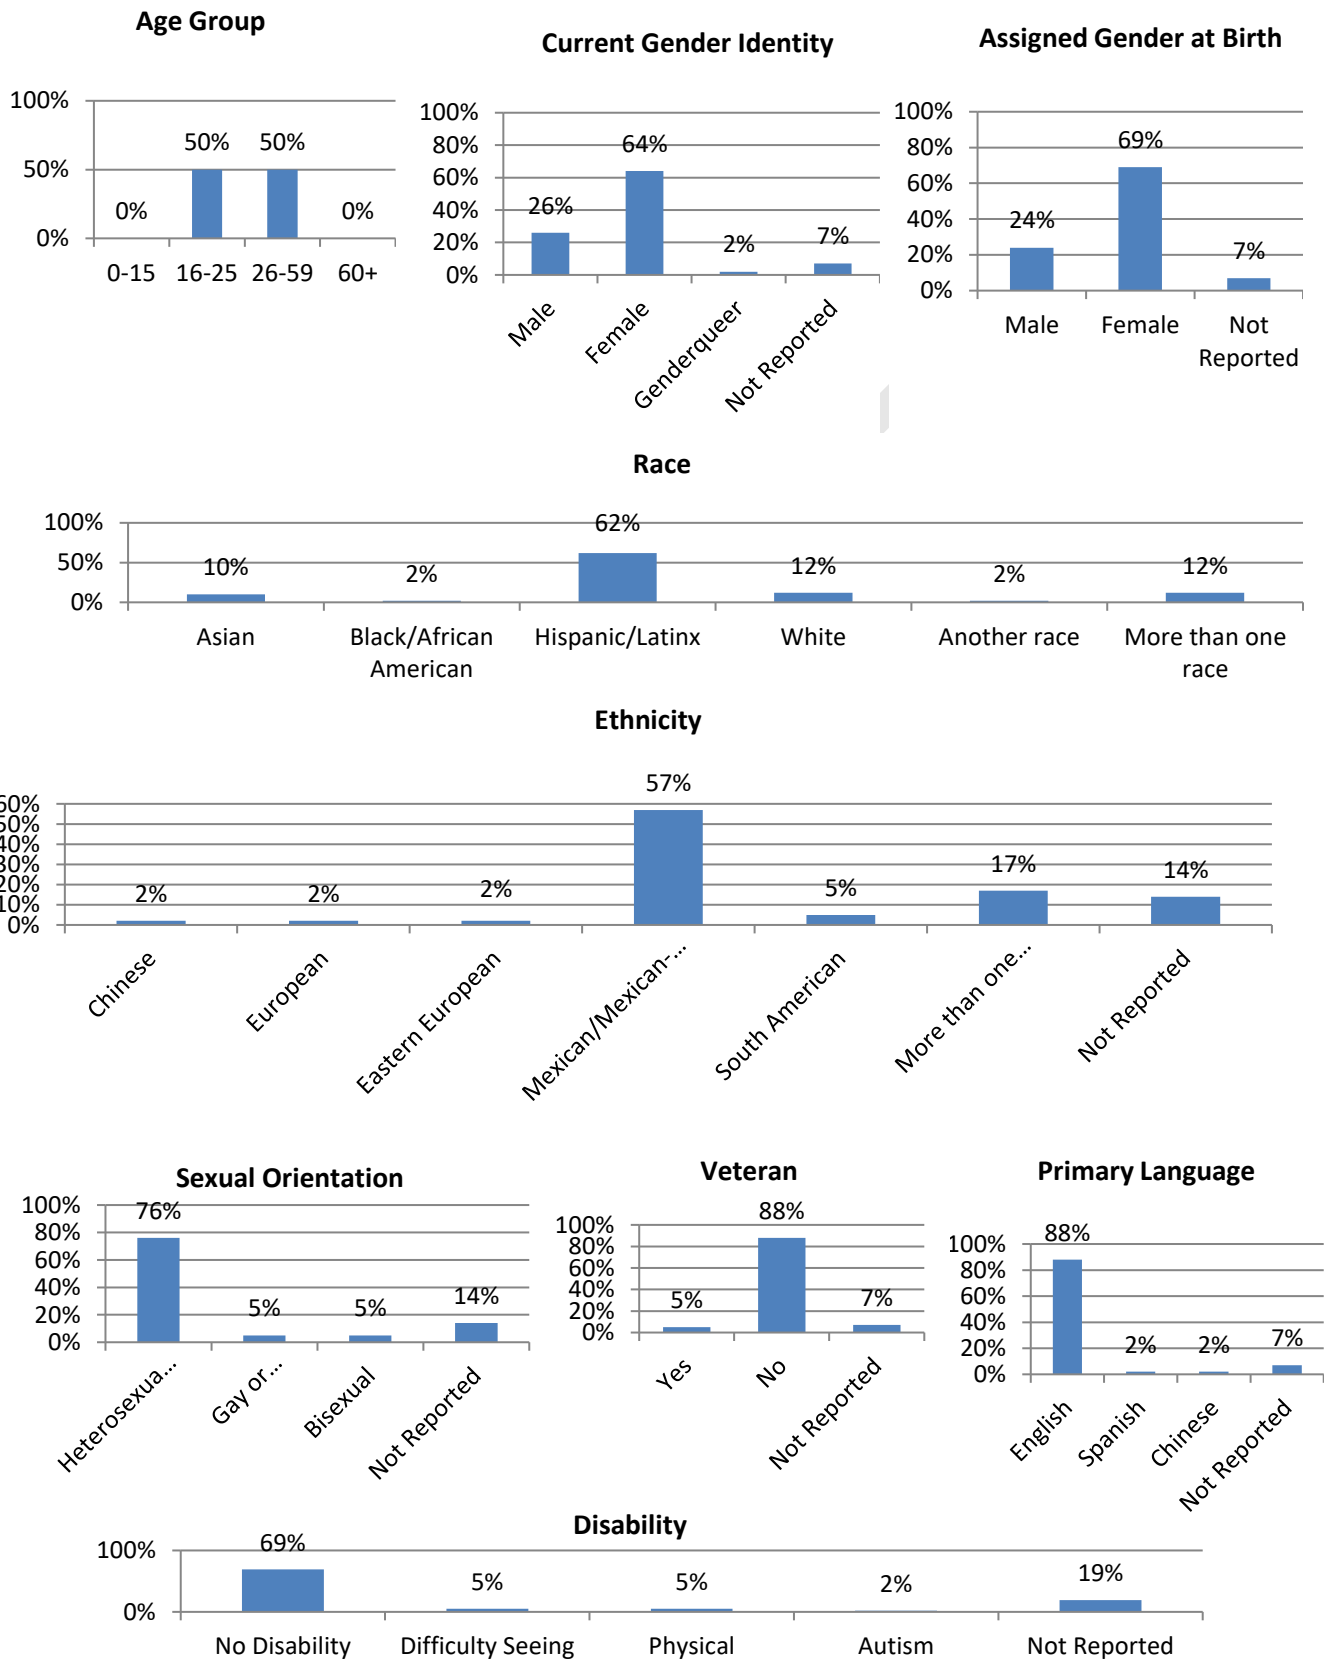 Age Group
100%
50%
0%
0%
50%
50%
0%
0-15
16-25
26-59
60+
Current Gender Identity
100%
80%
60%
40%
20%
0%
26%
64%
2%
7%
Male
Female
Genderqueer
Not Reported
Assigned Gender at Birth
100%
80%
60%
40%
20%
0%
24%
69%
7%
Male
Female
Not
Reported
Race
100%
50%
0%
10%
2%
62%
12%
2%
12%
Asian
Black/African
American
Hispanic/Latinx
White
Another race
More than one
race
Ethnicity
60%
50%
40%
30%
20%
10%
0%
2%
2%
2%
57%
5%
17%
14%
Chinese
European
Eastern European
Mexican/Mexican-...
South American
More than one...
Not Reported
Sexual Orientation
100%
80%
60%
40%
20%
0%
76%
5%
5%
14%
Heterosexua...
Gay or...
Bisexual
Not Reported
Veteran
100%
80%
60%
40%
20%
0%
5%
88%
7%
Yes
No
Not Reported
Primary Language
100%
80%
60%
40%
20%
0%
88%
2%
2%
7%
English
Spanish
Chinese
Not Reported
Disability
100%
0%
69%
5%
5%
2%
19%
No Disability
Difficulty Seeing
Physical
Autism
Not Reported